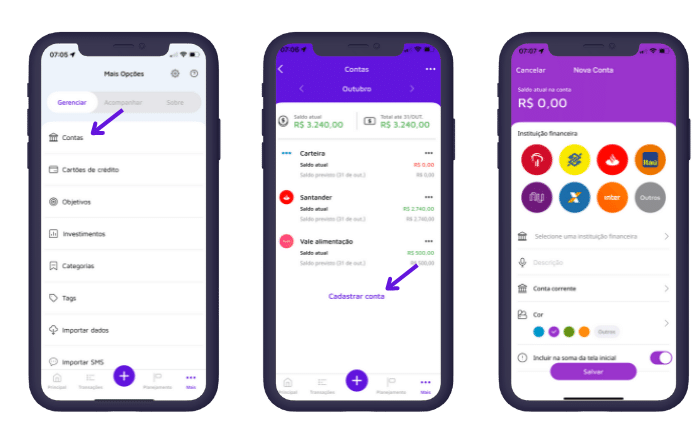 07:05
Mais Opções
Gerenciar
Acompanhar
Sobre
Contas
Cartões de crédito
Objetivos
Investimentos
Categorias
Tags
Importar dados
Importar SMS
Principal
Transações
Planejamento
Mais
07:06
Contas
Outubro
Saldo atual
R$ 3.240,00
Total até 31/OUT.
R$ 3.240,00
Carteira
Saldo atual
R$ 0,00
Saldo previsto (31 de out.)
R$ 0,00
Santander
Saldo atual
R$ 2.740,00
Saldo previsto (31 de out.)
R$ 2.740,00
Vale alimentação
Saldo atual
R$ 500,00
Saldo previsto (31 de out.)
R$ 500,00
Cadastrar conta
Principal
Transações
Planejamento
Mais
07:07
Cancelar
Nova Conta
Saldo atual na conta
R$ 0,00
Instituição financeira
Itaú
nu
inter
Outros
Selecione uma instituição financeira
Descrição
Conta corrente
Cor
Outros
Incluir na soma da tela inicial
Salvar